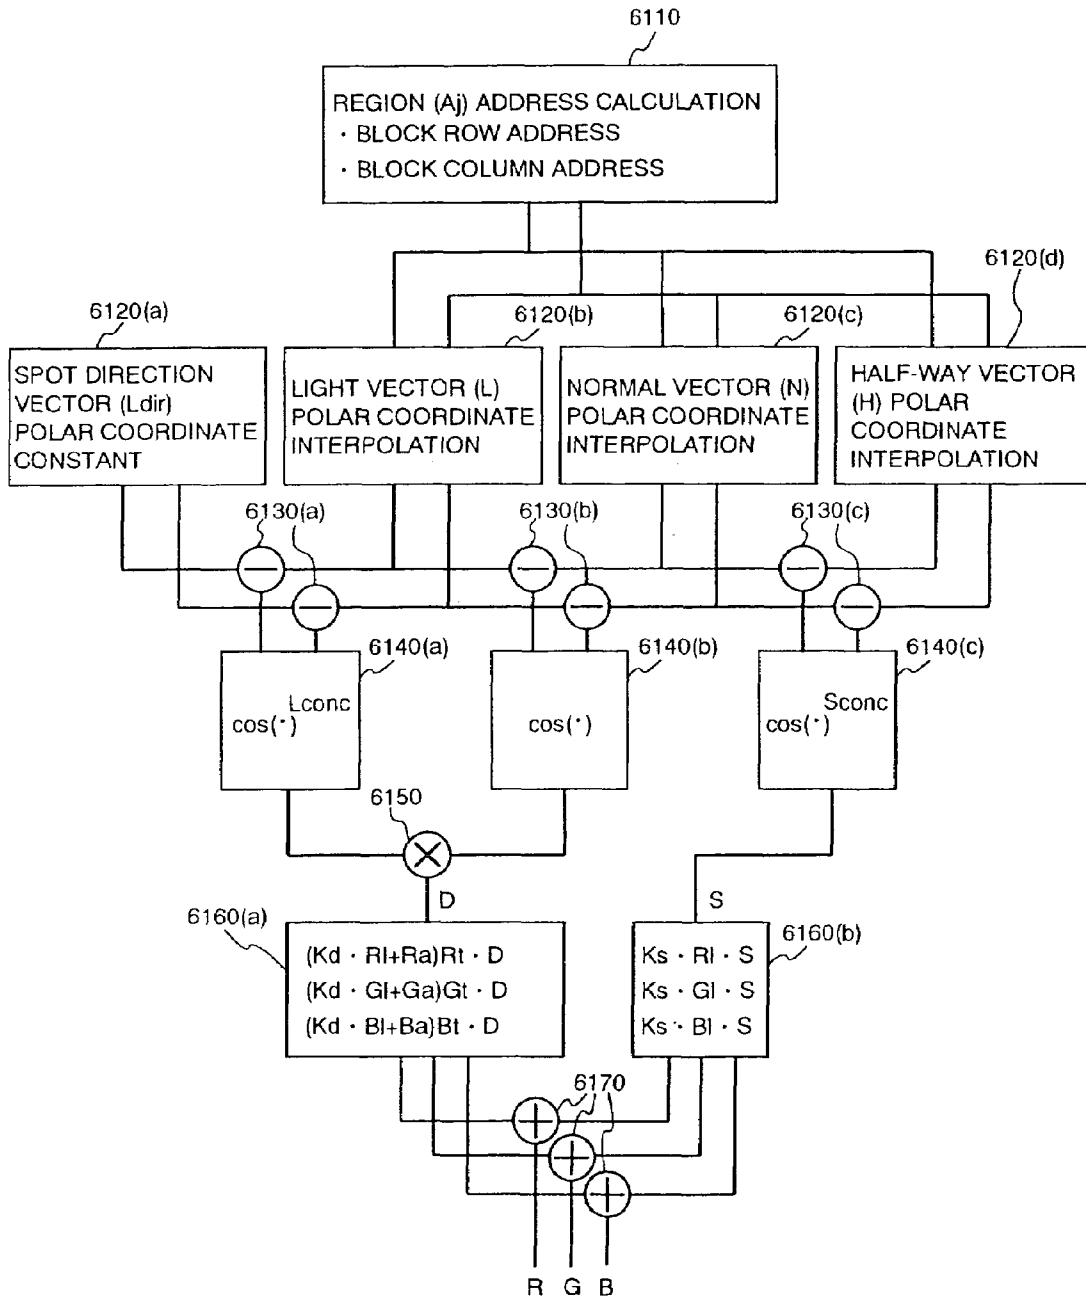 6110
REGION (Aj) ADDRESS CALCULATION
· BLOCK ROW ADDRESS
· BLOCK COLUMN ADDRESS
6120(a)
6120(b)
6120(c)
6120(d)
SPOT DIRECTION
VECTOR (Ldir)
POLAR COORDINATE
CONSTANT
LIGHT VECTOR (L)
POLAR COORDINATE
INTERPOLATION
NORMAL VECTOR (N)
POLAR COORDINATE
INTERPOLATION
HALF-WAY VECTOR
(H) POLAR
COORDINATE
INTERPOLATION
6130(a)
6130(b)
6130(c)
6140(a)
6140(b)
6140(c)
cos(·)Lconc
cos(·)
cos(·)Sconc
6150
D
S
6160(a)
6160(b)
(Kd · Rl+Ra)Rt · D
(Kd · Gl+Ga)Gt · D
(Kd · Bl+Ba)Bt · D
Ks · Rl · S
Ks · Gl · S
Ks · Bl · S
6170
R G B